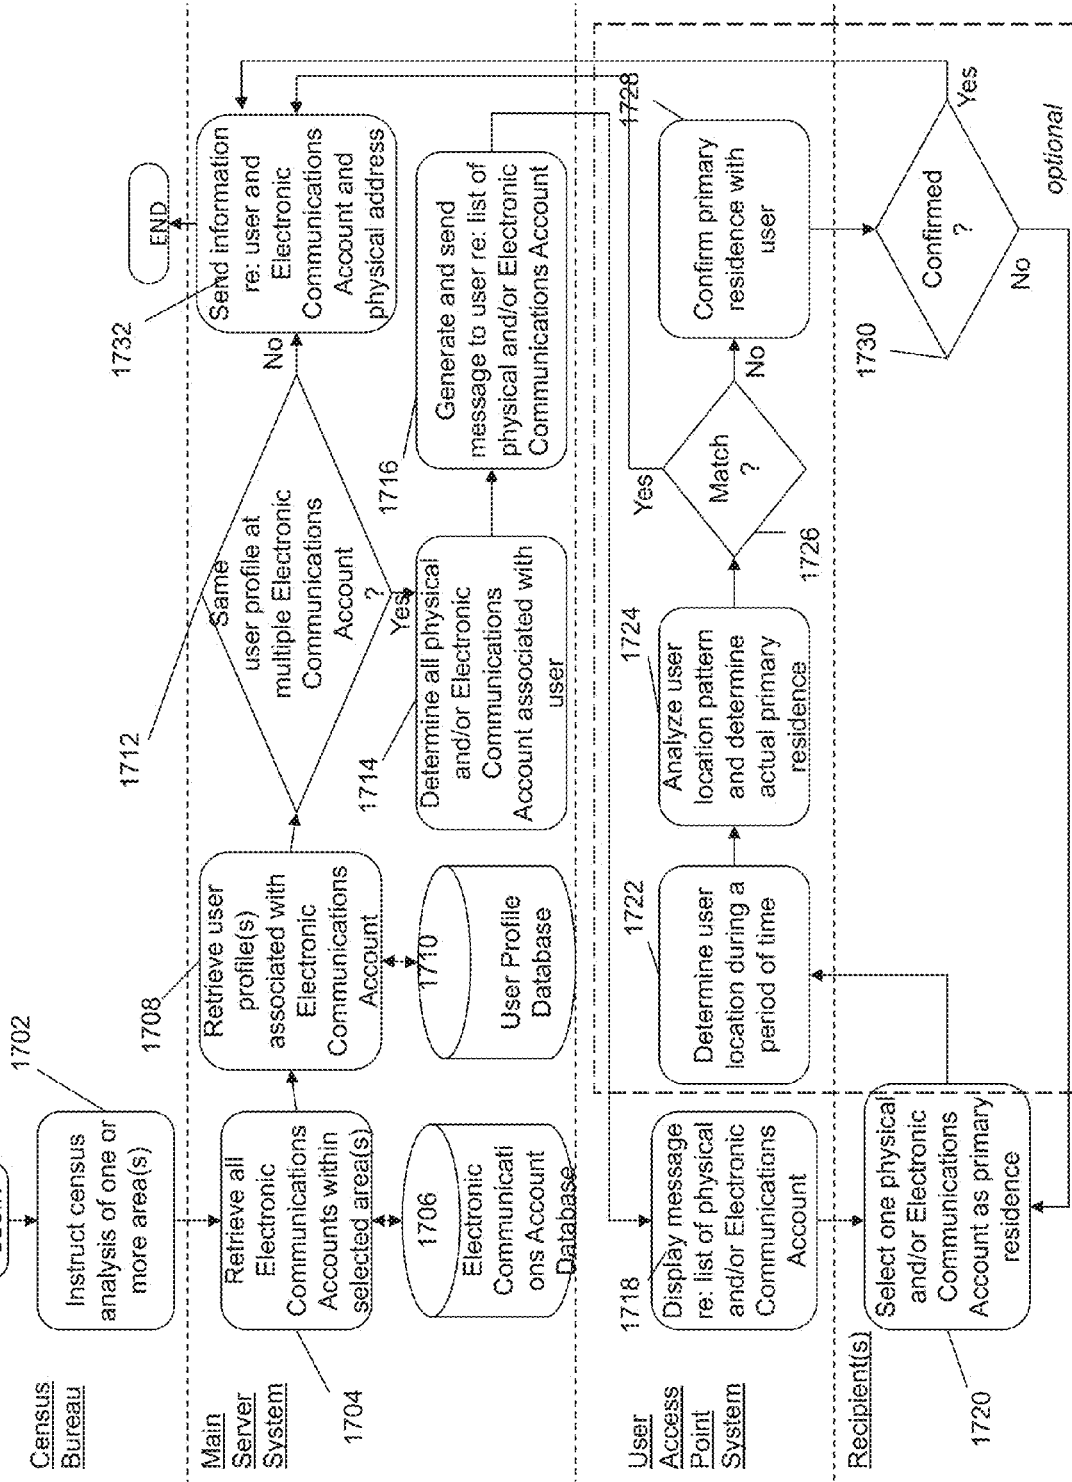 Census
Bureau
1702
Instruct census
analysis of one or
more area(s)
Main
Server
System
1704
Retrieve all
Electronic
Communications
Accounts within
selected area(s)
1706
Electronic
Communicati
ons Account
Database
1708
Retrieve user
profile(s)
associated with
Electronic
Communications
Account
1710
User Profile
Database
1712
Same
user profile at
multiple Electronic
Communications
Account
?
No
Yes
1714
Determine all physical
and/or Electronic
Communications
Account associated with
user
1716
Generate and send
message to user re: list of
physical and/or Electronic
Communications Account
1732
Send information
re: user and
Electronic
Communications
Account and
physical address
END
User
Access
Point
System
1718
Display message
re: list of physical
and/or Electronic
Communications
Account
1722
Determine user
location during a
period of time
1724
Analyze user
location pattern
and determine
actual primary
residence
1726
Match
?
Yes
No
1728
Confirm primary
residence with
user
Recipient(s)
1720
Select one physical
and/or Electronic
Communications
Account as primary
residence
1730
Confirmed
?
Yes
No
optional